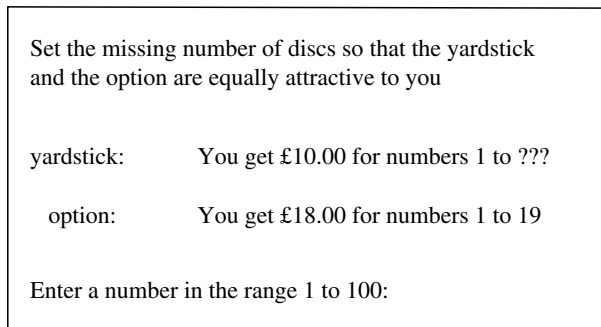 Set the missing number of discs so that the yardstick
and the option are equally attractive to you
yardstick: You get £10.00 for numbers 1 to ???
option: You get £18.00 for numbers 1 to 19
Enter a number in the range 1 to 100: